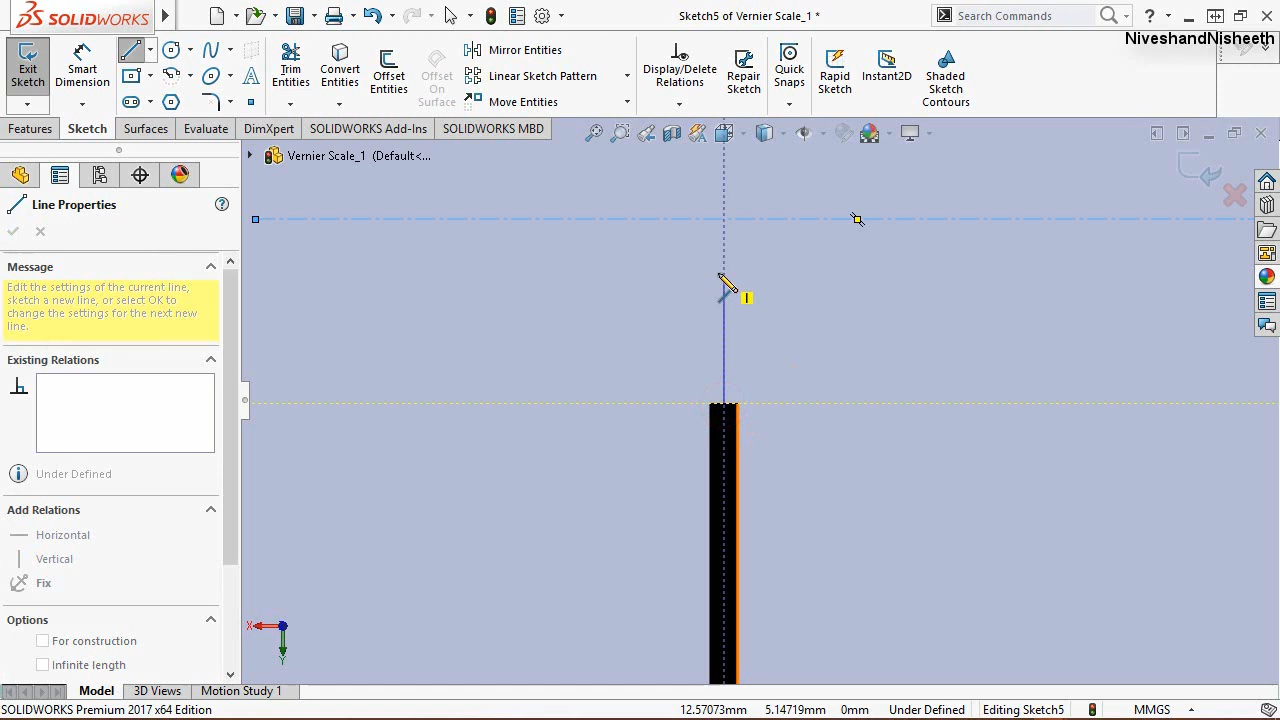 SOLIDWORKS
Sketch5 of Vernier scale_1 *
Search Commands
?
NiveshandNisheeth
Exit Sketch
Smart Dimension
Trim Entities
Convert Entities
Offset Entities
Offset On Surface
Mirror Entities
Linear Sketch Pattern
Move Entities
Display/Delete Relations
Repair Sketch
Quick Snaps
Rapid Sketch
Instant2D
Shaded Sketch Contours
Features
Sketch
Surfaces
Evaluate
DimXpert
SOLIDWORKS Add-Ins
SOLIDWORKS MBD
Vernier Scale_1 (Default<...
Line Properties
?
Message
Edit the settings of the current line,
sketch a new line, or select OK to
change the settings for the next new
line.
Existing Relations
Under Defined
Add Relations
Horizontal
Vertical
Fix
Options
For construction
Infinite length
X
Model
3D Views
Motion Study 1
SOLIDWORKS Premium 2017 x64 Edition
12.57073mm
5.14719mm
0mm
Under Defined
Editing Sketch5
MMGS